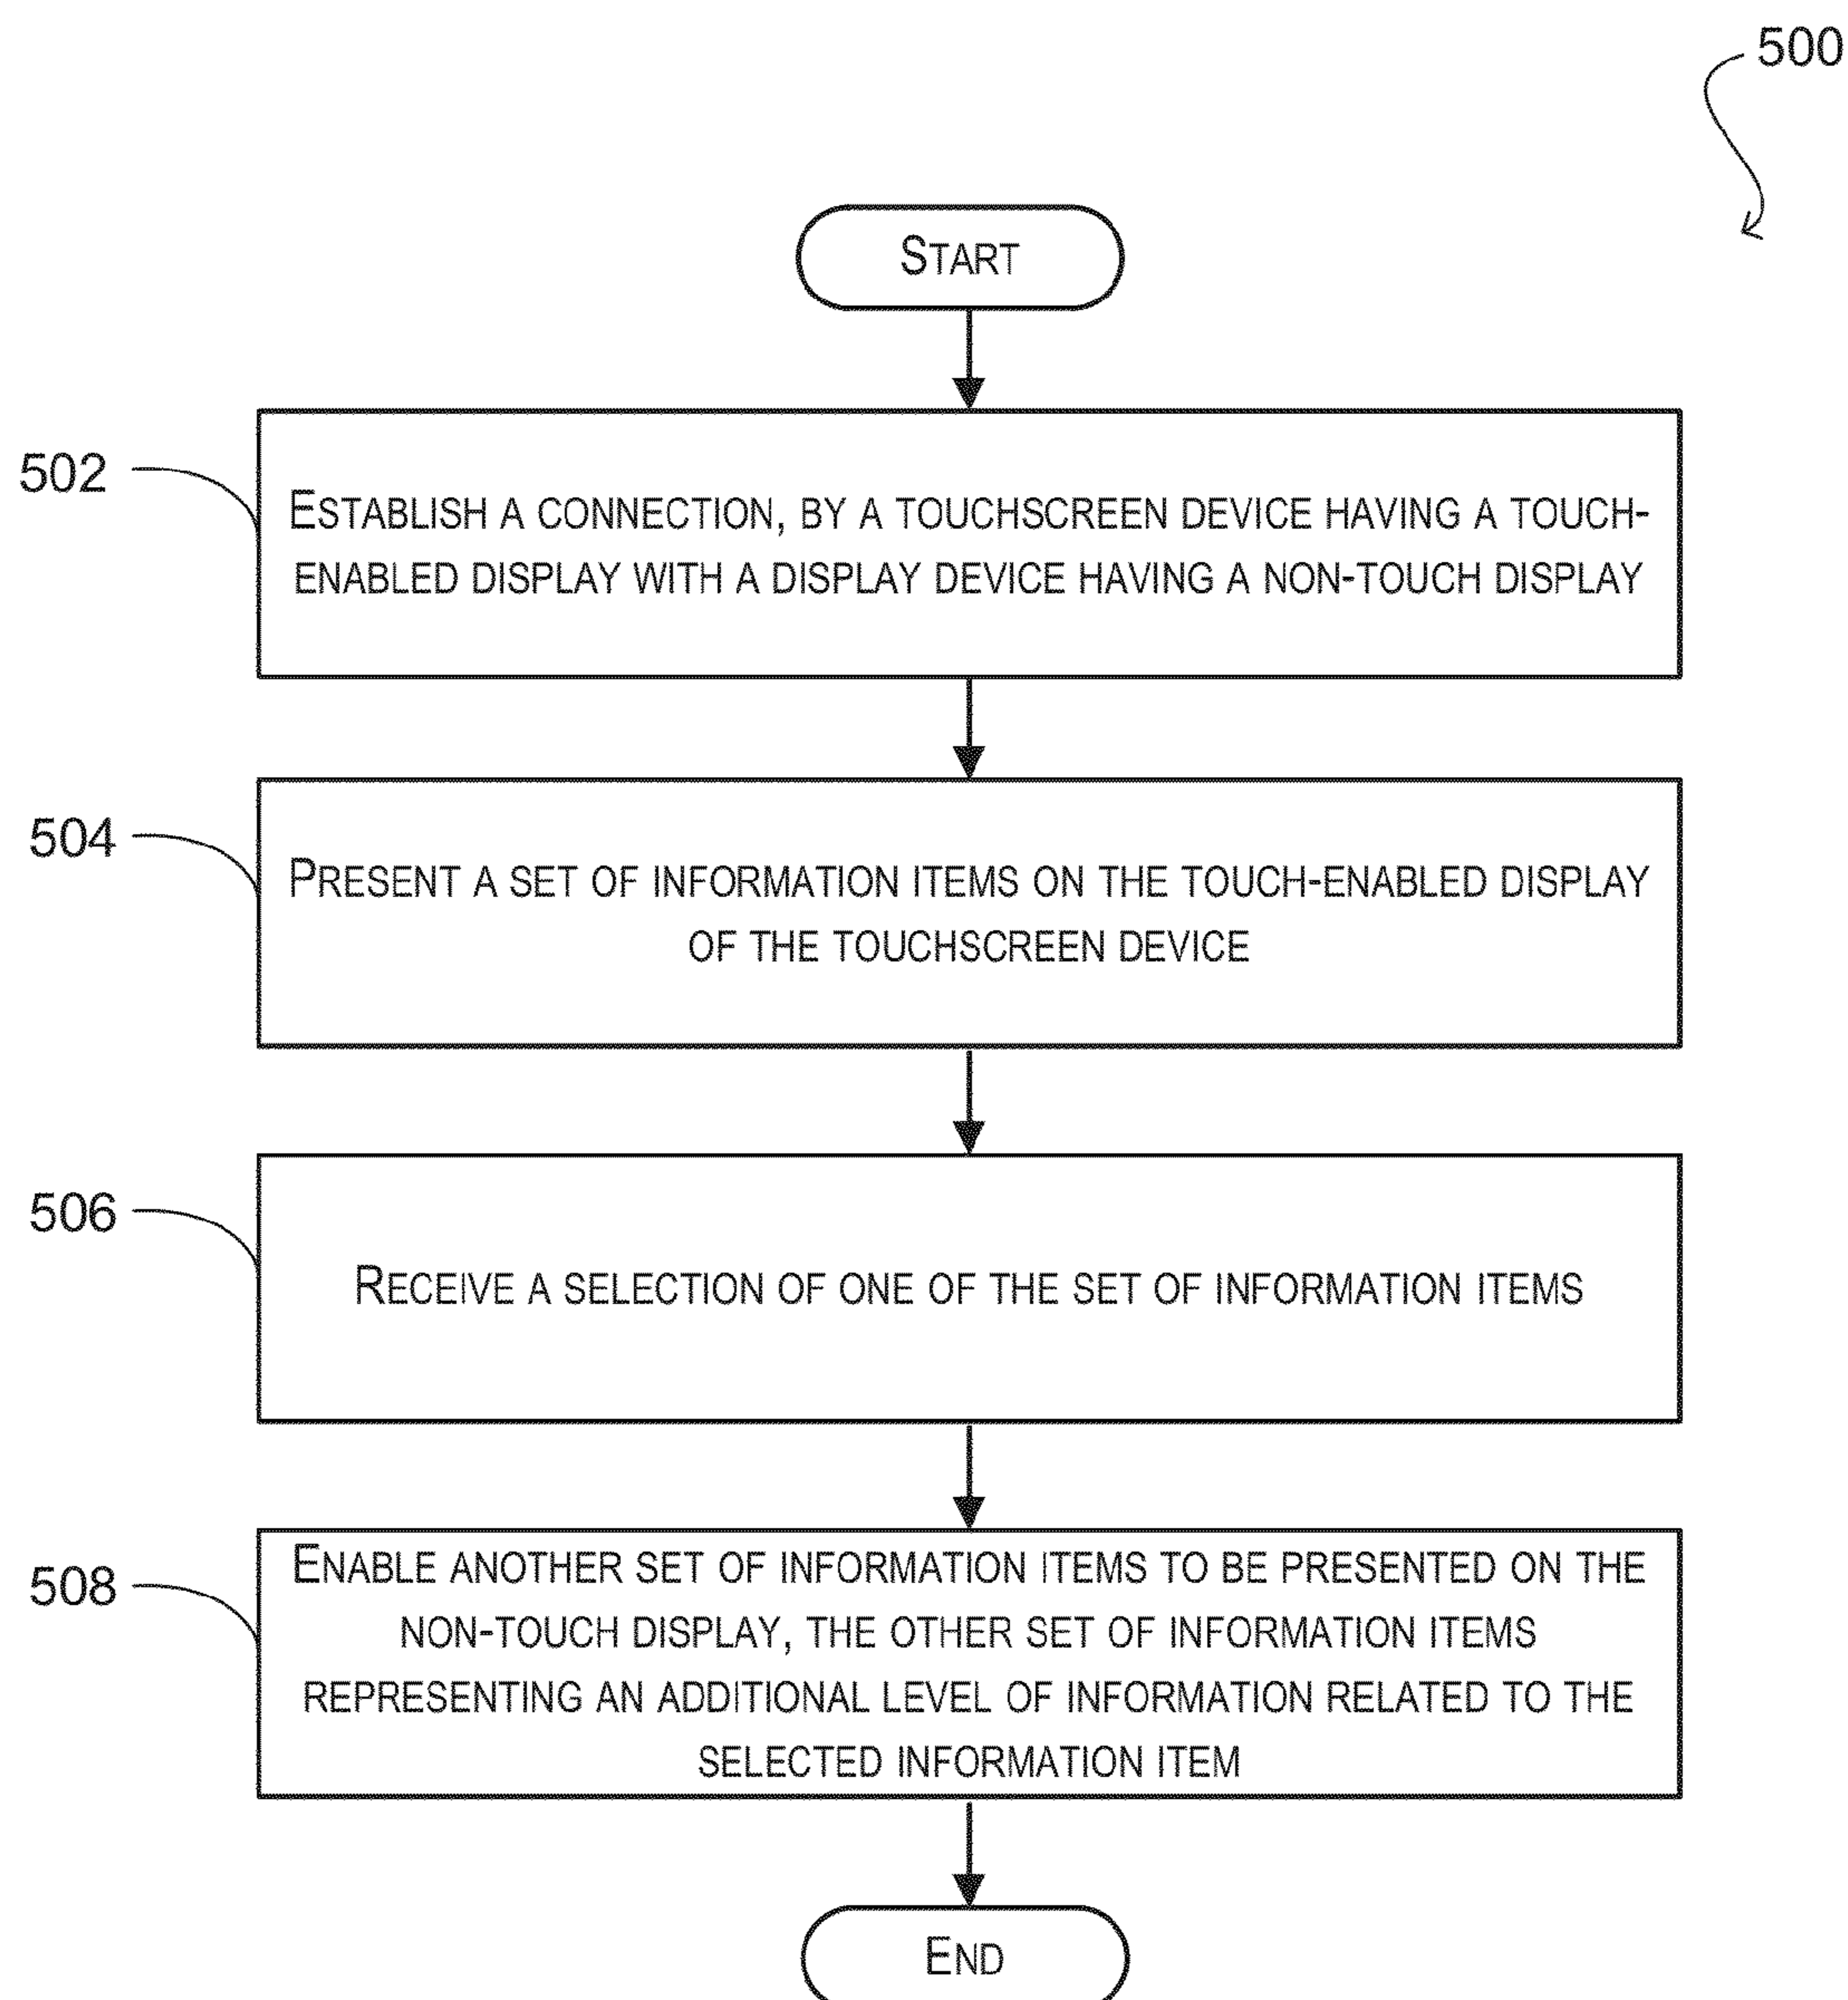 500
START
502
ESTABLISH A CONNECTION, BY A TOUCHSCREEN DEVICE HAVING A TOUCH-
ENABLED DISPLAY WITH A DISPLAY DEVICE HAVING A NON-TOUCH DISPLAY
504
PRESENT A SET OF INFORMATION ITEMS ON THE TOUCH-ENABLED DISPLAY
OF THE TOUCHSCREEN DEVICE
506
RECEIVE A SELECTION OF ONE OF THE SET OF INFORMATION ITEMS
508
ENABLE ANOTHER SET OF INFORMATION ITEMS TO BE PRESENTED ON THE
NON-TOUCH DISPLAY, THE OTHER SET OF INFORMATION ITEMS
REPRESENTING AN ADDITIONAL LEVEL OF INFORMATION RELATED TO THE
SELECTED INFORMATION ITEM
END